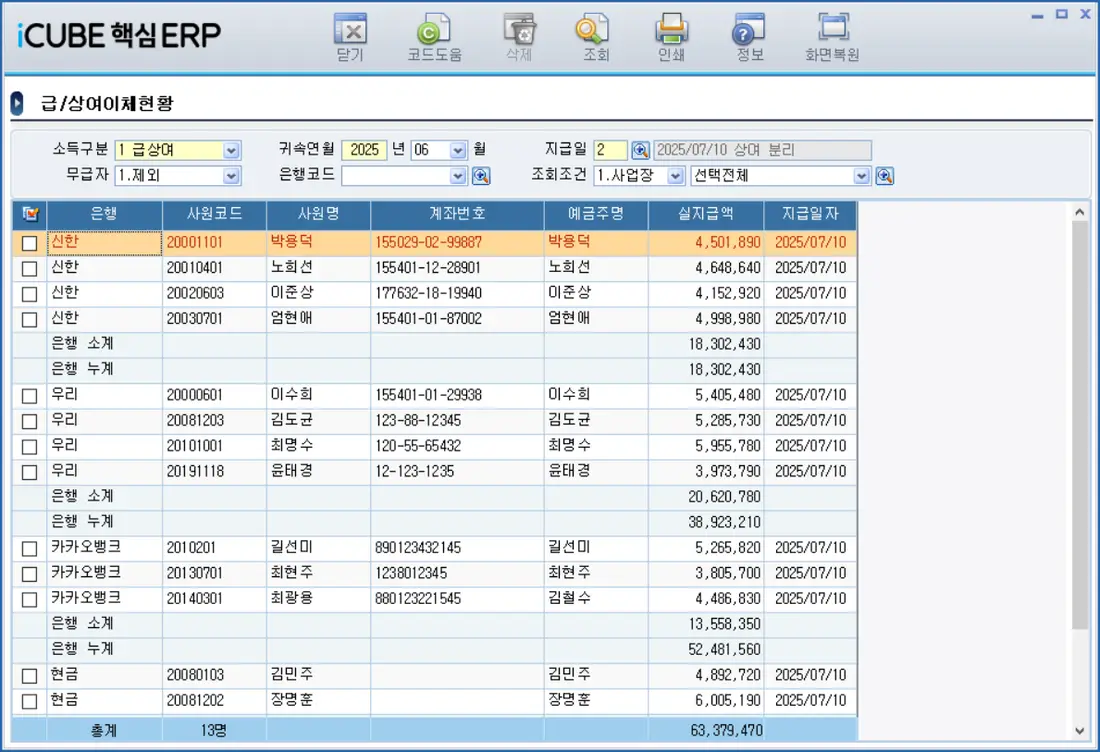 iCUBE 핵심 ERP
닫기 코드도움 삭제 조회 인쇄 정보 화면복원
급/상여이체현황
소득구분 1 급상여 귀속연월 2025 년 06 월 지급일 2 2025/07/10 상여 분리
무급자 1.제외 은행코드 조회조건 1.사업장 선택전체
은행 사원코드 사원명 계좌번호 예금주명 실지급액 지급일자
신한 20001101 박용덕 155029-02-99887 박용덕 4,501,890 2025/07/10
신한 20010401 노희선 155401-12-28901 노희선 4,648,640 2025/07/10
신한 20020603 이준상 177632-18-19940 이준상 4,152,920 2025/07/10
신한 20030701 엄현애 155401-01-87002 엄현애 4,998,980 2025/07/10
은행 소계 18,302,430
은행 누계 18,302,430
우리 20000601 이수희 155401-01-29938 이수희 5,405,480 2025/07/10
우리 20081203 김도균 123-88-12345 김도균 5,285,730 2025/07/10
우리 20101001 최명수 120-55-65432 최명수 5,955,780 2025/07/10
우리 20191118 윤태경 12-123-1235 윤태경 3,973,790 2025/07/10
은행 소계 20,620,780
은행 누계 38,923,210
카카오뱅크 2010201 길선미 890123432145 길선미 5,265,820 2025/07/10
카카오뱅크 20130701 최현주 1238012345 최현주 3,805,700 2025/07/10
카카오뱅크 20140301 최광용 880123221545 김철수 4,486,830 2025/07/10
은행 소계 13,558,350
은행 누계 52,481,560
현금 20080103 김민주 김민주 4,892,720 2025/07/10
현금 20081202 장명훈 장명훈 6,005,190 2025/07/10
총계 13명 63,379,470